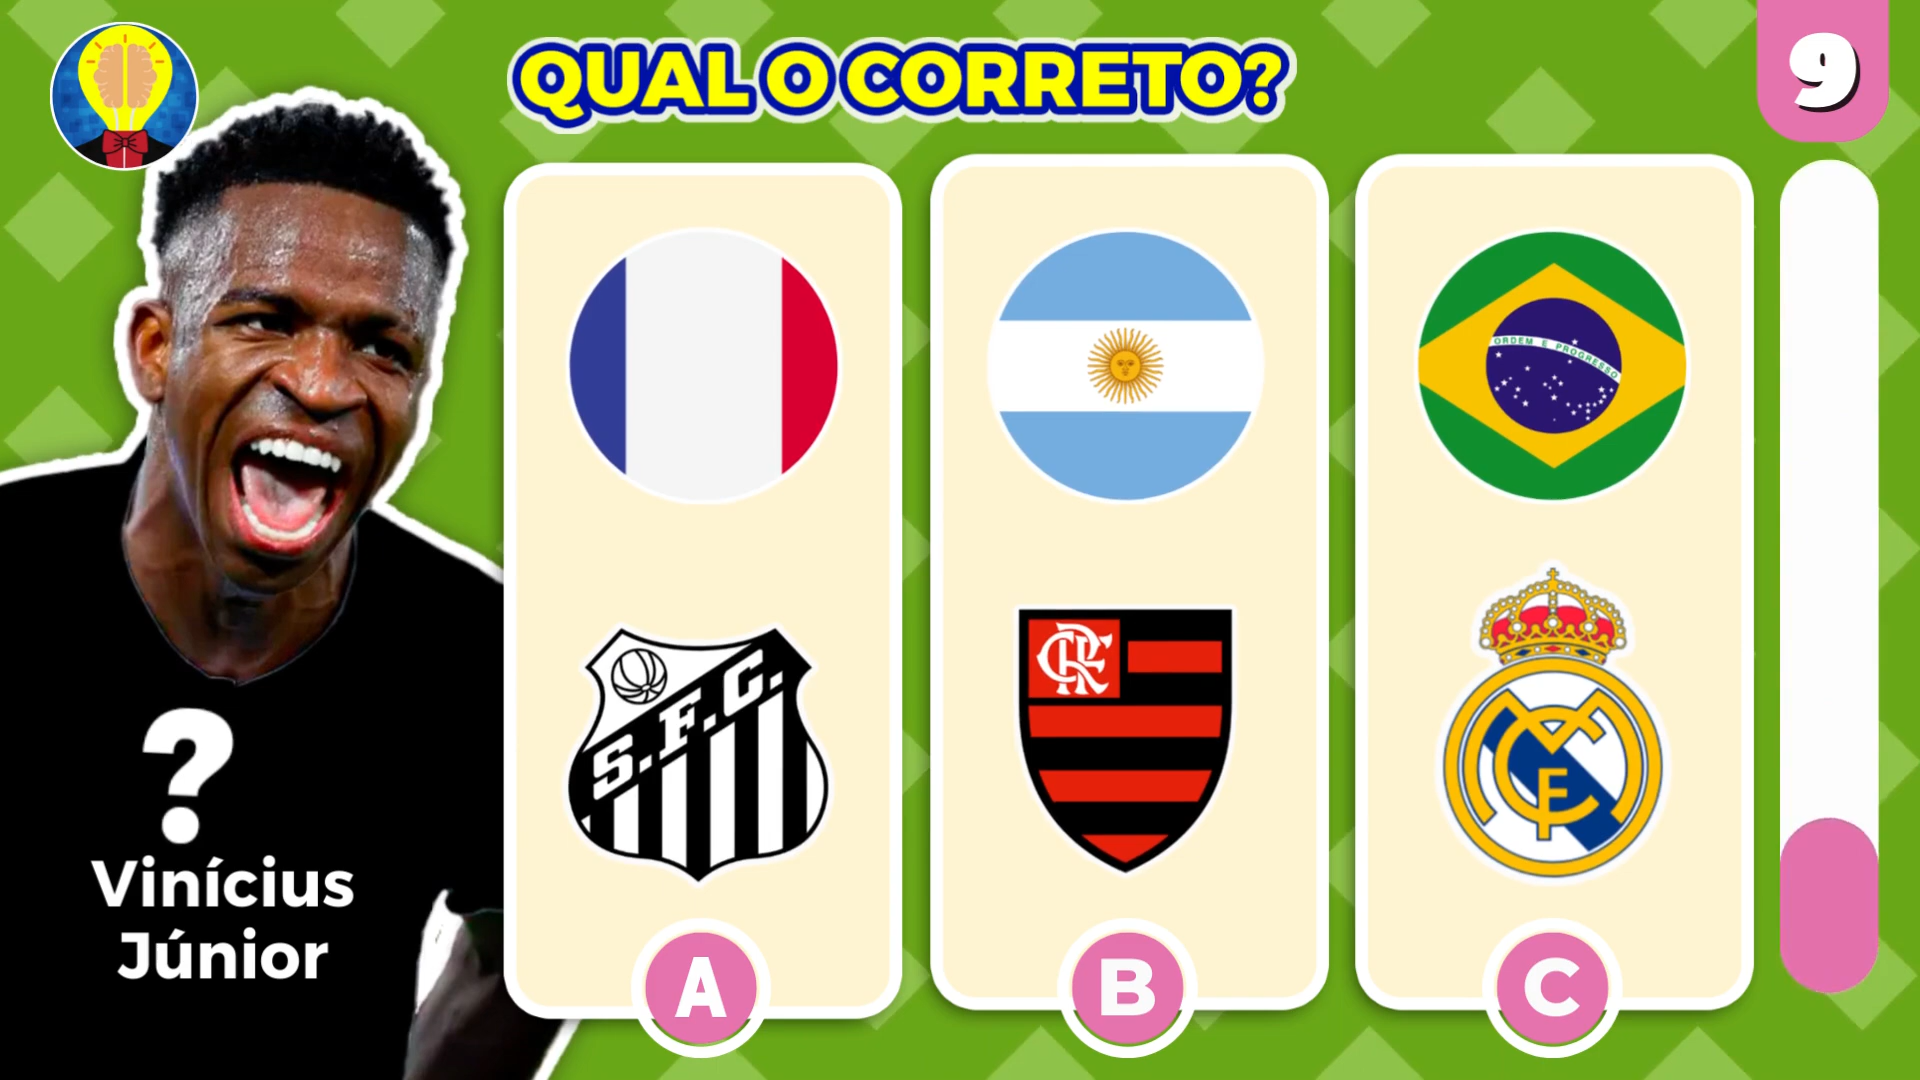 QUAL O CORRETO?
9
ORDEM E PROGRESSO
S.F.C.
CRF
?
Vinícius
Júnior
A
B
C